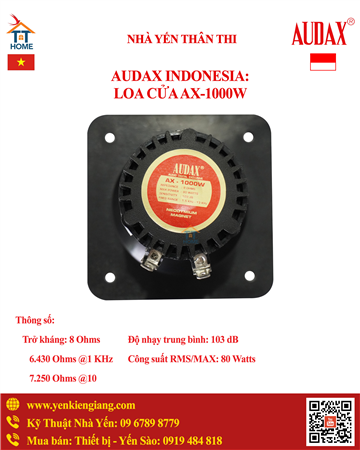 HOME
NHÀ YẾN THÂN THI
AUDAX®
AUDAX INDONESIA:
LOA CỬA AX-1000W
AUDAX®
AX - 1000W
NEODYMIUM
MAGNET
Thông số:
Trở kháng: 8 Ohms
Độ nhạy trung bình: 103 dB
6.430 Ohms @1 KHz
Công suất RMS/MAX: 80 Watts
7.250 Ohms @10
www.yenkiengiang.com
Kỹ Thuật Nhà Yến: 09 6789 8779
Mua bán: Thiết bị - Yến Sào: 0919 484 818